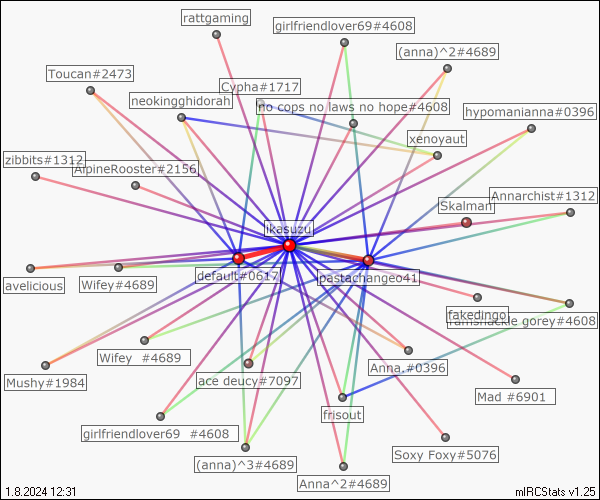 rattgaming
girlfriendlover69#4608
(anna)^2#4689
Toucan#2473
Cypha#1717
neokingghidorah
no cops no laws no hope#4608
hypomanianna#0396
xenoyaut
zibbits#1312
AlpineRooster#2156
Skalman
Annarchist#1312
ikasuzu
default#0617
pastachangeo41
avelicious
Wifey#4689
fakedingo
ramshackle gorey#4608
Wifey #4689
Anna.#0396
Mushy#1984
ace deucy#7097
Mad #6901
frisout
girlfriendlover69 #4608
(anna)^3#4689
Soxy Foxy#5076
Anna^2#4689
1.8.2024 12:31
mIRCStats v1.25